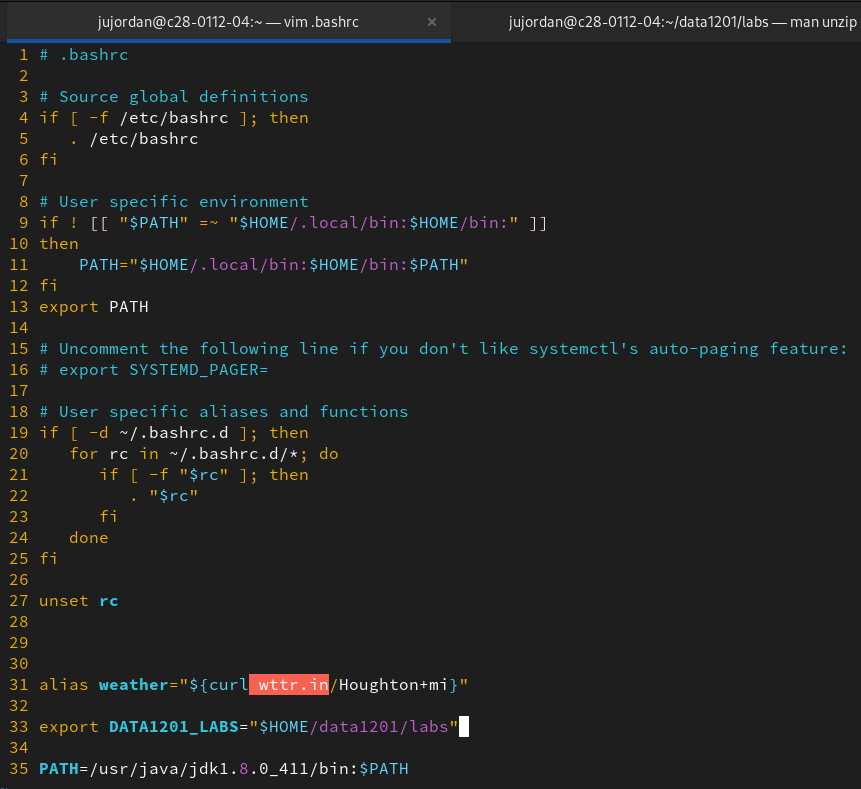 jujordan@c28-0112-04:~ — vim .bashrc ×
jujordan@c28-0112-04:~/data1201/labs — man unzip
1 # .bashrc
2
3 # Source global definitions
4 if [ -f /etc/bashrc ]; then
5    . /etc/bashrc
6 fi
7
8 # User specific environment
9 if ! [[ "$PATH" =~ "$HOME/.local/bin:$HOME/bin:" ]]
10 then
11     PATH="$HOME/.local/bin:$HOME/bin:$PATH"
12 fi
13 export PATH
14
15 # Uncomment the following line if you don't like systemctl's auto-paging feature:
16 # export SYSTEMD_PAGER=
17
18 # User specific aliases and functions
19 if [ -d ~/.bashrc.d ]; then
20    for rc in ~/.bashrc.d/*; do
21       if [ -f "$rc" ]; then
22          . "$rc"
23       fi
24    done
25 fi
26
27 unset rc
28
29
30
31 alias weather="${curl wttr.in/Houghton+mi}"
32
33 export DATA1201_LABS="$HOME/data1201/labs"
34
35 PATH=/usr/java/jdk1.8.0_411/bin:$PATH